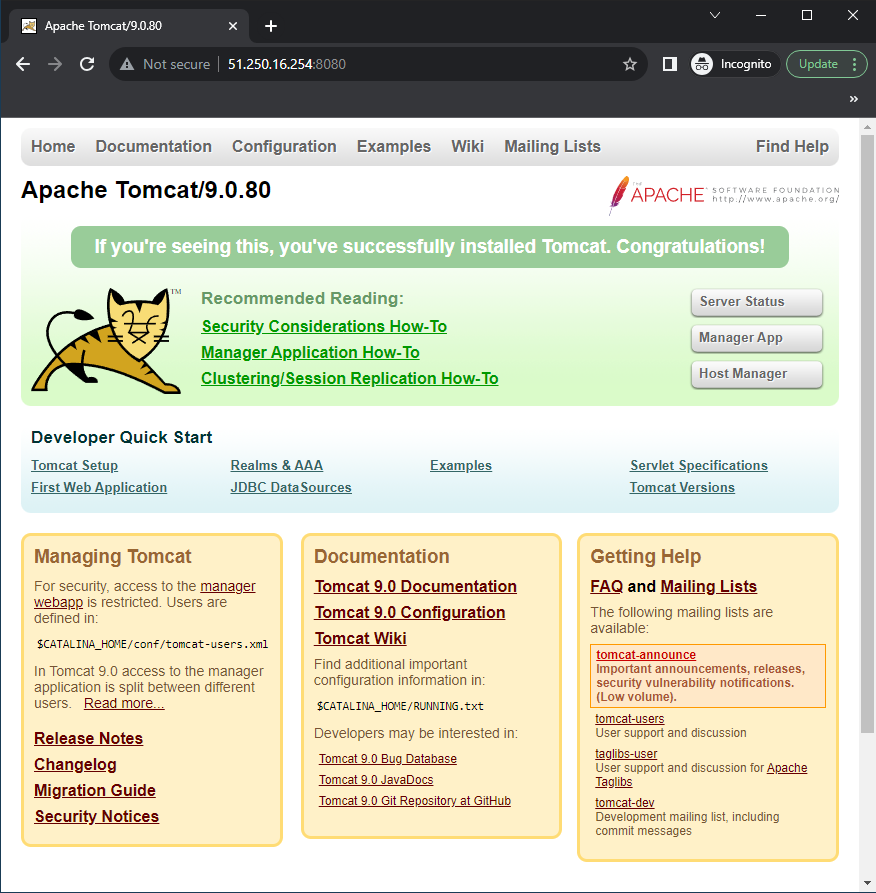 Apache Tomcat/9.0.80
Not secure 51.250.16.254:8080
Incognito
Update
»
Home Documentation Configuration Examples Wiki Mailing Lists Find Help
Apache Tomcat/9.0.80
THE APACHE SOFTWARE FOUNDATION
http://www.apache.org/
If you're seeing this, you've successfully installed Tomcat. Congratulations!
TM
Recommended Reading:
Security Considerations How-To
Manager Application How-To
Clustering/Session Replication How-To
Server Status
Manager App
Host Manager
Developer Quick Start
Tomcat Setup
First Web Application
Realms & AAA
JDBC DataSources
Examples
Servlet Specifications
Tomcat Versions
Managing Tomcat
For security, access to the manager
webapp is restricted. Users are
defined in:
$CATALINA_HOME/conf/tomcat-users.xml
In Tomcat 9.0 access to the manager
application is split between different
users. Read more...
Release Notes
Changelog
Migration Guide
Security Notices
Documentation
Tomcat 9.0 Documentation
Tomcat 9.0 Configuration
Tomcat Wiki
Find additional important
configuration information in:
$CATALINA_HOME/RUNNING.txt
Developers may be interested in:
Tomcat 9.0 Bug Database
Tomcat 9.0 JavaDocs
Tomcat 9.0 Git Repository at GitHub
Getting Help
FAQ and Mailing Lists
The following mailing lists are
available:
tomcat-announce
Important announcements, releases,
security vulnerability notifications.
(Low volume).
tomcat-users
User support and discussion
taglibs-user
User support and discussion for Apache
Taglibs
tomcat-dev
Development mailing list, including
commit messages